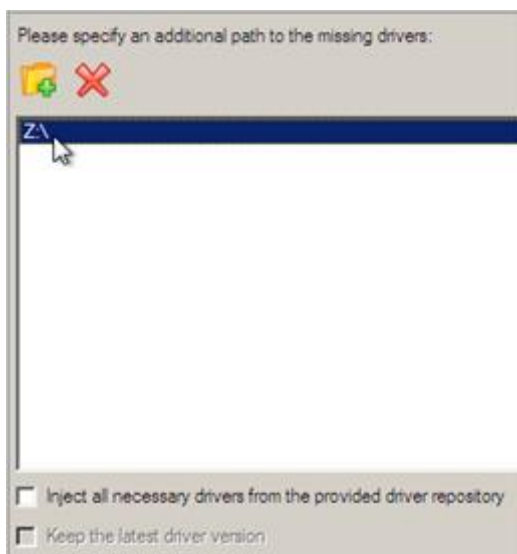 Please specify an addtional path to the missing drivers:
Z:\
Inject all necessary drivers from the provided driver repository
Keep the latest driver version